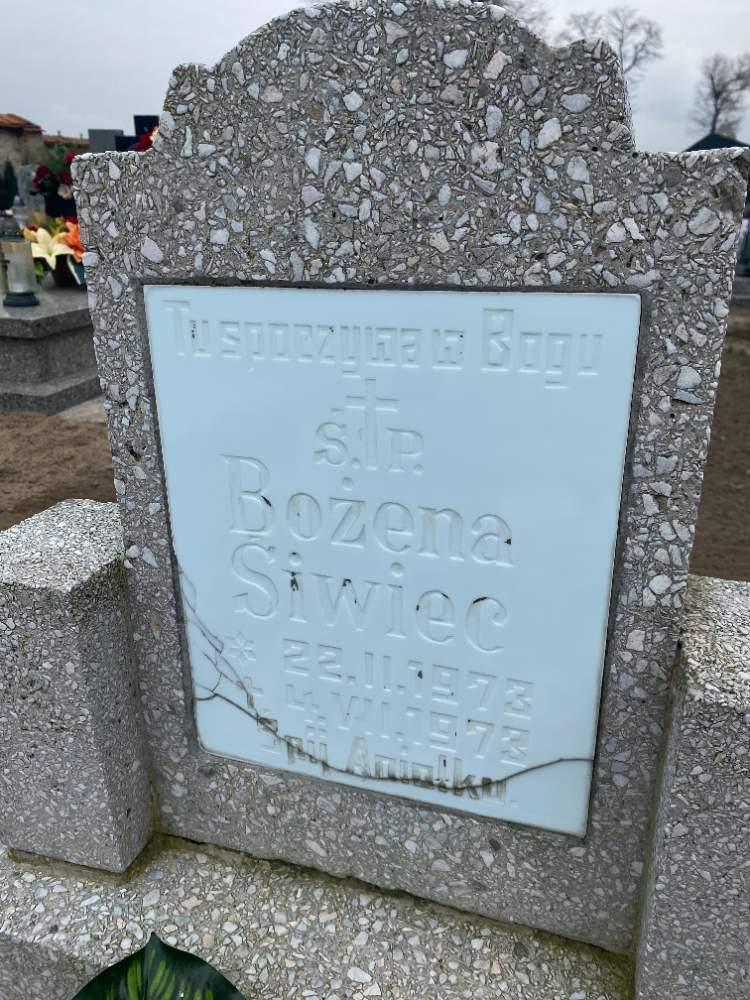 Tu spoczywa w Bogu
Ś.P.
Bożena
Siwiec
* 22.II.1973
+ 4.VII.1973
Śpij Aniołku.